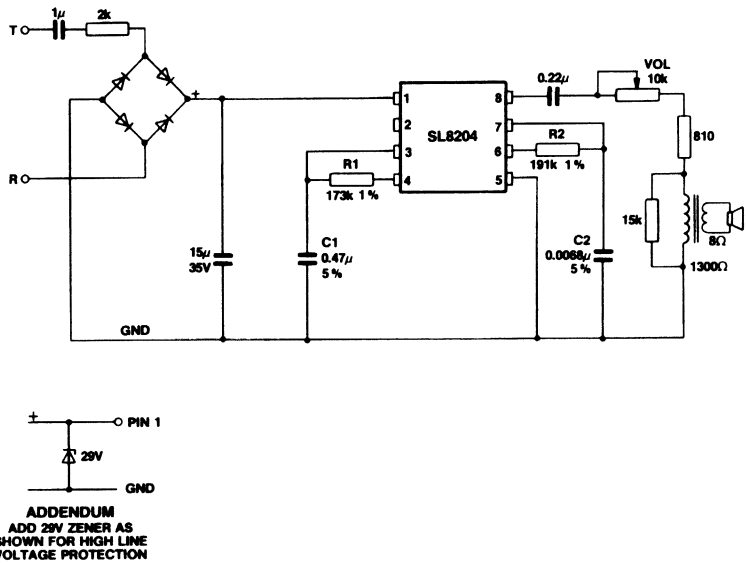 1μ
2k
T
R
+
15μ
35V
GND
1
2
3
4
SL8204
8
7
6
5
R1
173k 1%
C1
0.47μ
5%
0.22μ
VOL
10k
R2
191k 1%
810
C2
0.0068μ
5%
15k
8Ω
1300Ω
+
PIN 1
29V
GND
ADDENDUM
ADD 29V ZENER AS
SHOWN FOR HIGH LINE
VOLTAGE PROTECTION